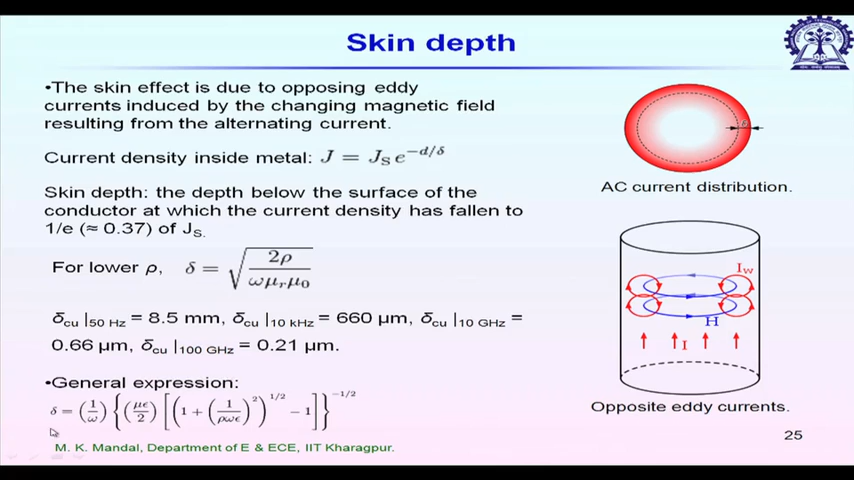 Skin depth
•The skin effect is due to opposing eddy
currents induced by the changing magnetic field
resulting from the alternating current.
Current density inside metal: J = J_S e^{-d/δ}
Skin depth: the depth below the surface of the
conductor at which the current density has fallen to
1/e (≈ 0.37) of J_S.
For lower ρ, δ = √(2ρ/(ωμ_rμ_0))
δ_cu |_50 Hz = 8.5 mm, δ_cu |_10 kHz = 660 μm, δ_cu |_10 GHz =
0.66 μm, δ_cu |_100 GHz = 0.21 μm.
•General expression:
δ = (1/ω) {(με/2) [(1 + (1/ρωε)^2)^{1/2} − 1]}^{−1/2}
M. K. Mandal, Department of E & ECE, IIT Kharagpur.
δ
AC current distribution.
I_W
H
I
Opposite eddy currents.
25